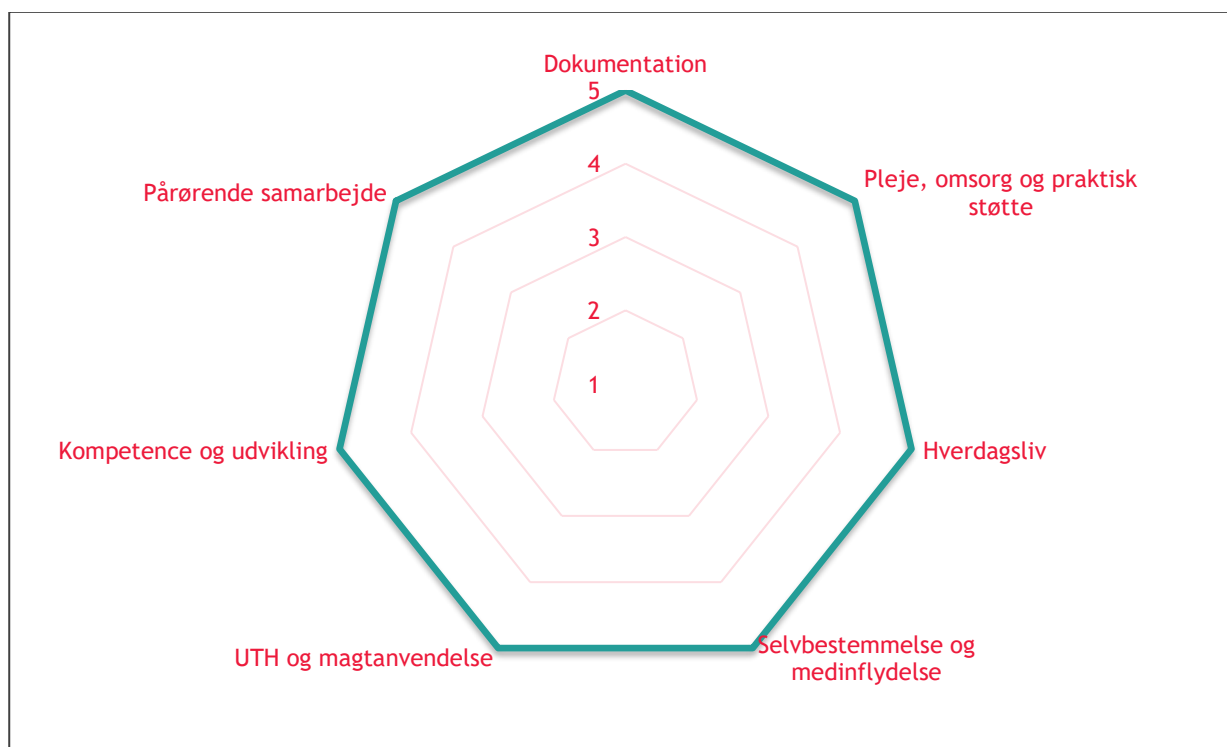 Dokumentation
5
4
3
2
1
Pleje, omsorg og praktisk
støtte
Hverdagsliv
Selvbestemmelse og
medinflydelse
UTH og magtanvendelse
Kompetence og udvikling
Pårørende samarbejde